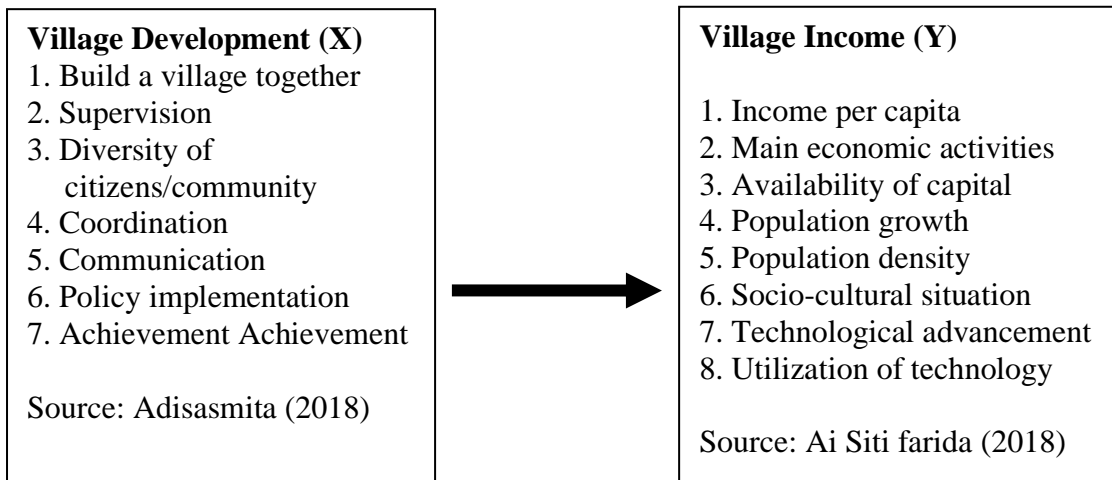 Village Development (X)
1. Build a village together
2. Supervision
3. Diversity of
citizens/community
4. Coordination
5. Communication
6. Policy implementation
7. Achievement Achievement
Source: Adisasmita (2018)
Village Income (Y)
1. Income per capita
2. Main economic activities
3. Availability of capital
4. Population growth
5. Population density
6. Socio-cultural situation
7. Technological advancement
8. Utilization of technology
Source: Ai Siti farida (2018)